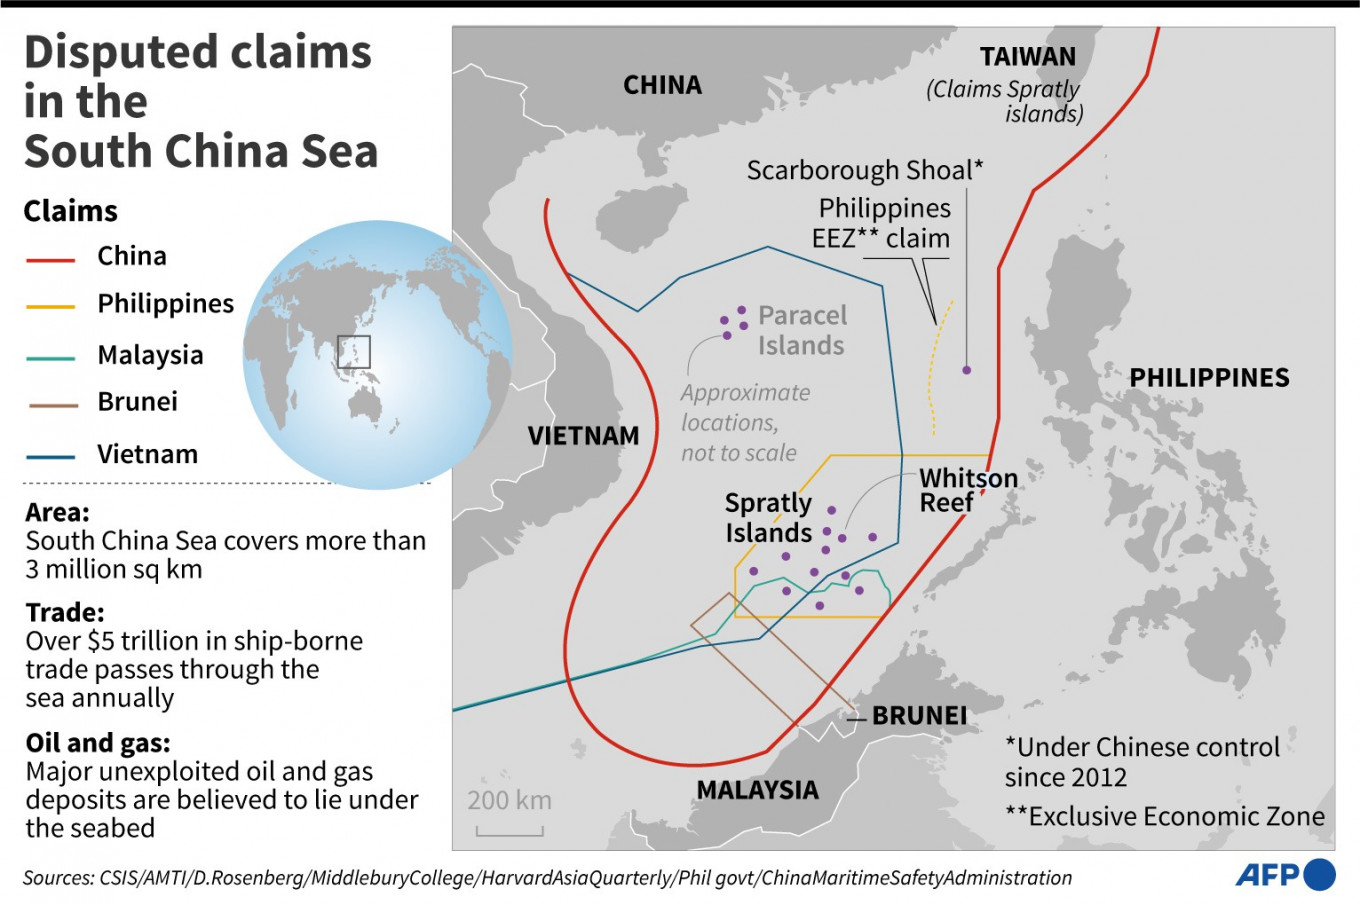 Disputed claims
in the
South China Sea
Claims
China
Philippines
Malaysia
Brunei
Vietnam
Area:
South China Sea covers more than
3 million sq km
Trade:
Over $5 trillion in ship-borne
trade passes through the
sea annually
Oil and gas:
Major unexploited oil and gas
deposits are believed to lie under
the seabed
CHINA
TAIWAN
(Claims Spratly
islands)
Scarborough Shoal*
Philippines
EEZ** claim
Paracel
Islands
Approximate
locations,
not to scale
PHILIPPINES
VIETNAM
Whitson
Reef
Spratly
Islands
BRUNEI
MALAYSIA
200 km
*Under Chinese control
since 2012
**Exclusive Economic Zone
Sources: CSIS/AMTI/D.Rosenberg/MiddleburyCollege/HarvardAsiaQuarterly/Phil govt/ChinaMaritimeSafetyAdministration
AFP